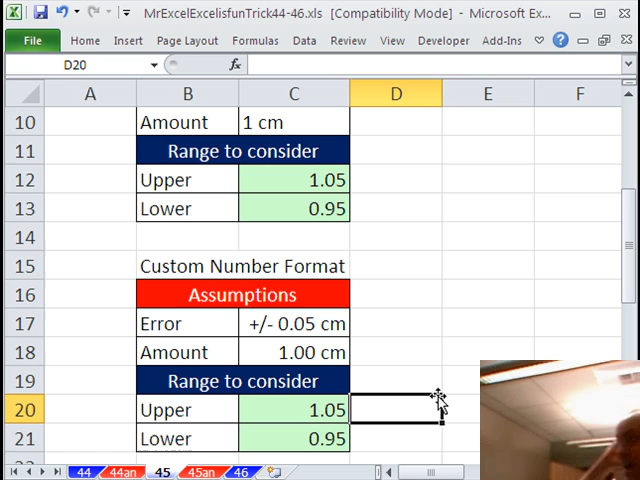 MrExcelExcelisfunTrick44-46.xls [Compatibility Mode] - Microsoft Ex...
File Home Insert Page Layout Formulas Data Review View Developer Add-Ins
D20 fx
A B C D E F
10 Amount 1 cm
11 Range to consider
12 Upper 1.05
13 Lower 0.95
14
15 Custom Number Format
16 Assumptions
17 Error +/- 0.05 cm
18 Amount 1.00 cm
19 Range to consider
20 Upper 1.05
21 Lower 0.95
44 44an 45 45an 46